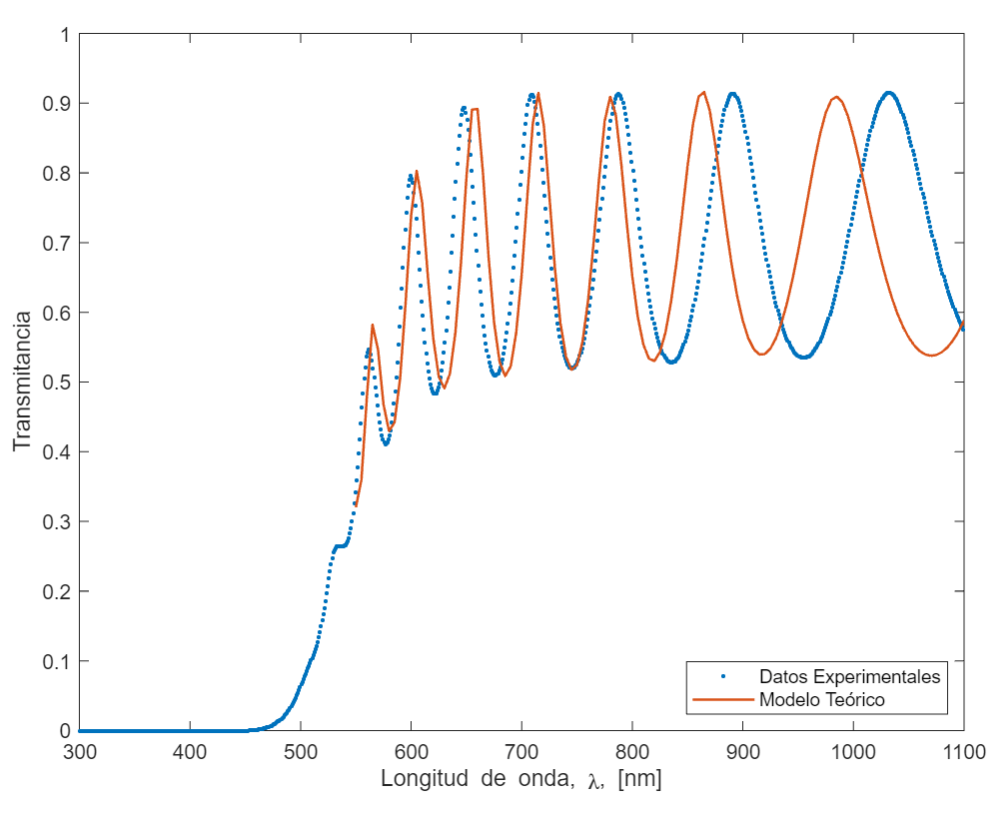 1
0.9
0.8
0.7
0.6
0.5
0.4
0.3
0.2
0.1
0
Transmitancia
300 400 500 600 700 800 900 1000 1100
Longitud de onda, λ, [nm]
Datos Experimentales
Modelo Teórico